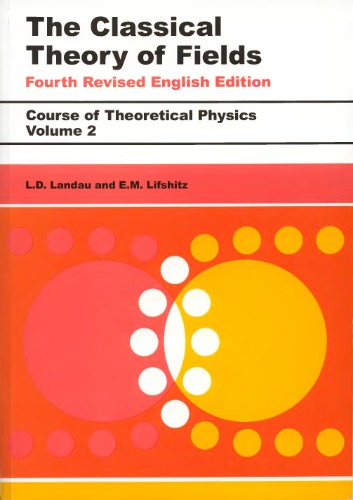 The Classical
Theory of Fields
Fourth Revised English Edition
Course of Theoretical Physics
Volume 2
L.D. Landau and E.M. Lifshitz